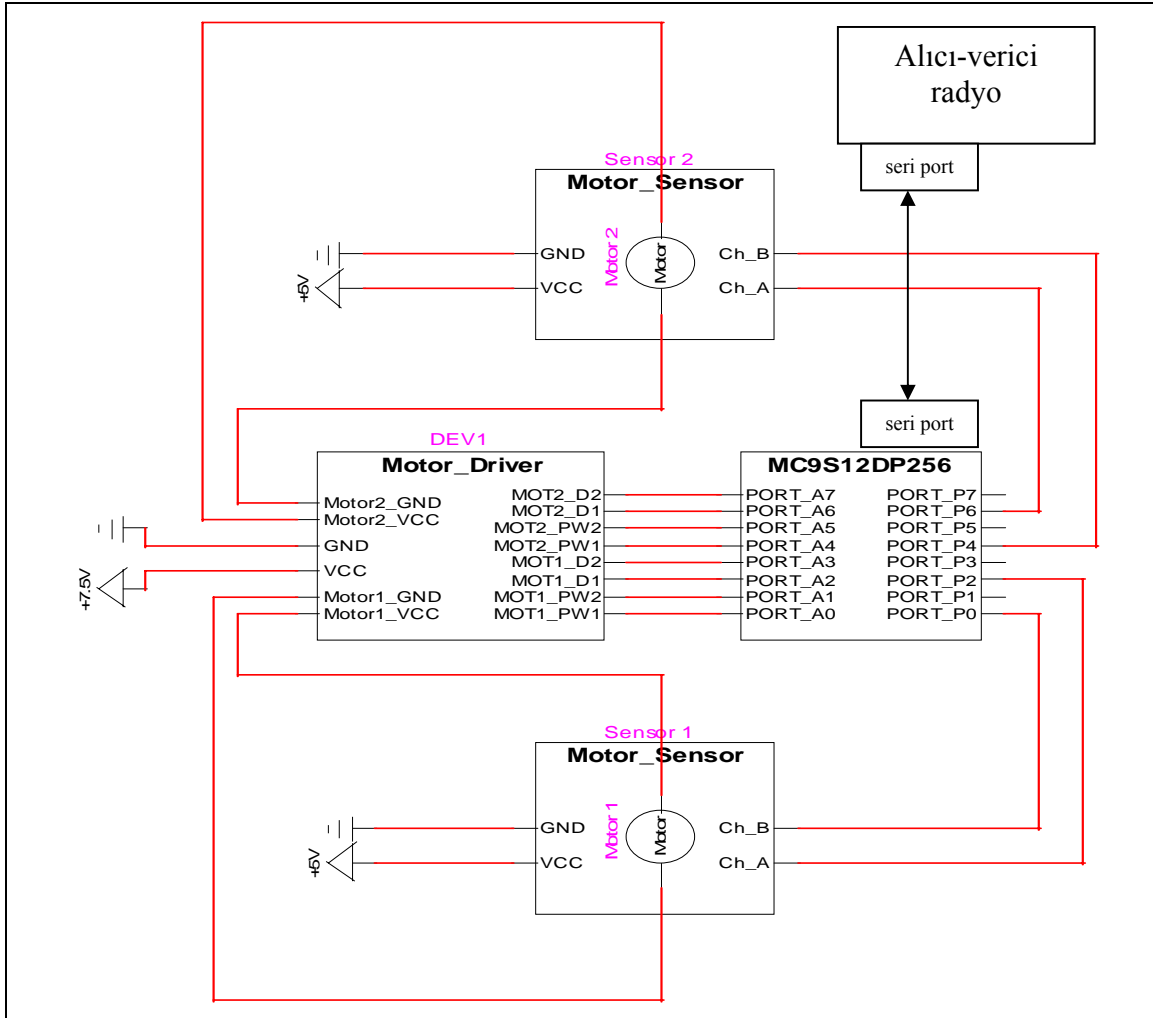 Alıcı-verici
radyo
seri port
Sensor 2
Motor_Sensor
GND
VCC
+5V
Motor 2
Motor
Ch_B
Ch_A
seri port
DEV1
Motor_Driver
Motor2_GND
Motor2_VCC
GND
VCC
Motor1_GND
Motor1_VCC
+7.5V
MOT2_D2
MOT2_D1
MOT2_PW2
MOT2_PW1
MOT1_D2
MOT1_D1
MOT1_PW2
MOT1_PW1
MC9S12DP256
PORT_A7
PORT_A6
PORT_A5
PORT_A4
PORT_A3
PORT_A2
PORT_A1
PORT_A0
PORT_P7
PORT_P6
PORT_P5
PORT_P4
PORT_P3
PORT_P2
PORT_P1
PORT_P0
Sensor 1
Motor_Sensor
GND
VCC
+5V
Motor 1
Motor
Ch_B
Ch_A